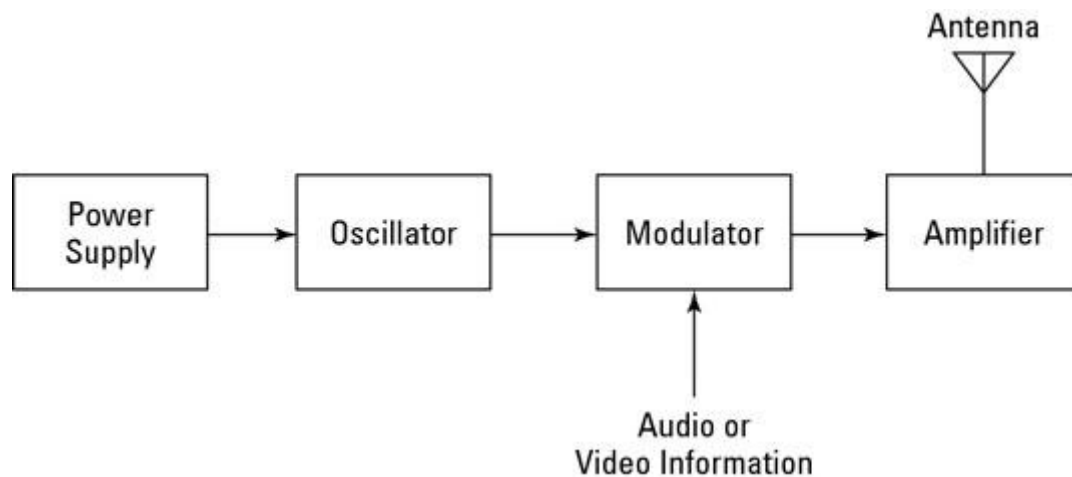 Antenna
Power
Supply
Oscillator
Modulator
Amplifier
Audio or
Video Information